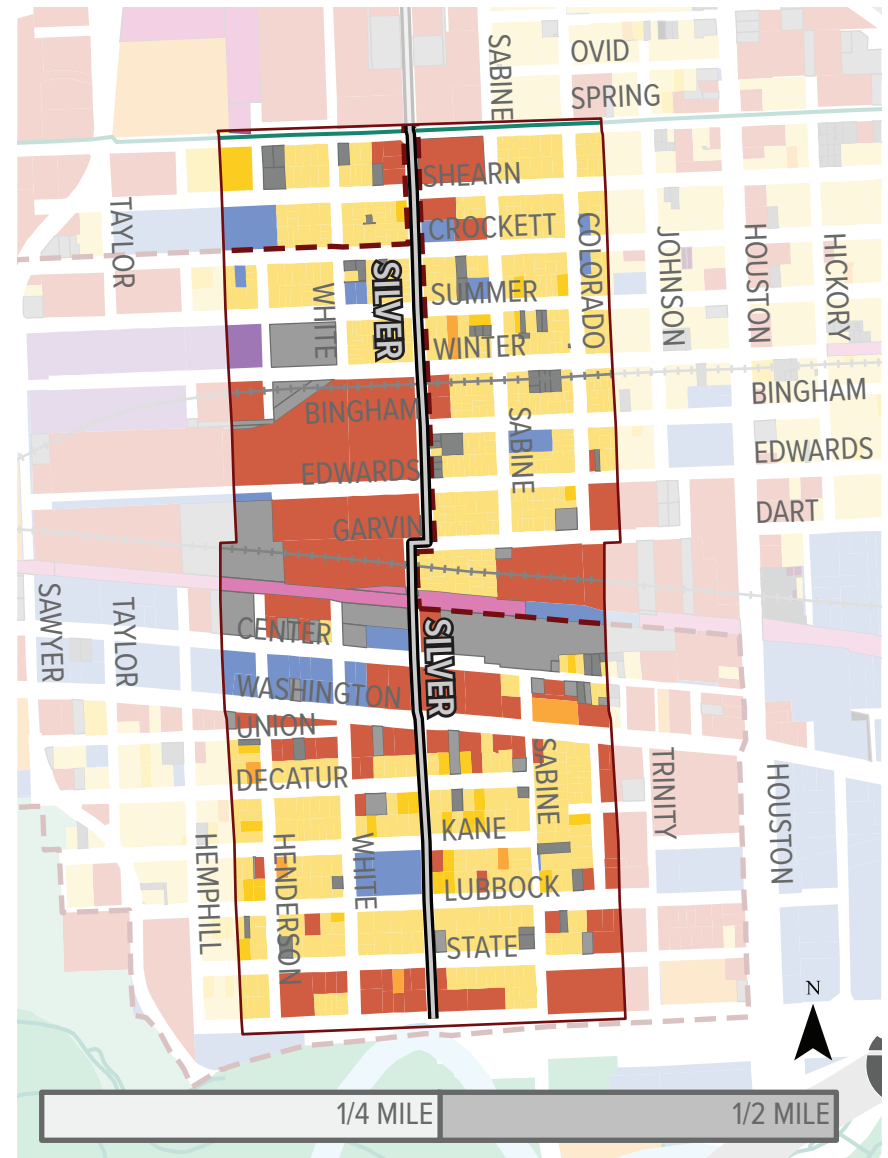 SABINE
OVID
SPRING
SHEARN
TAYLOR
CROCKETT
COLORADO
JOHNSON
HOUSTON
HICKORY
SILVER
WHITE
SUMMER
WINTER
BINGHAM
BINGHAM
SABINE
EDWARDS
EDWARDS
GARVIN
DART
SAWYER
TAYLOR
CENTER
SILVER
WASHINGTON
UNION
DECATUR
SABINE
TRINITY
HOUSTON
KANE
HEMPHILL
HENDERSON
WHITE
LUBBOCK
STATE
N
1/4 MILE
1/2 MILE